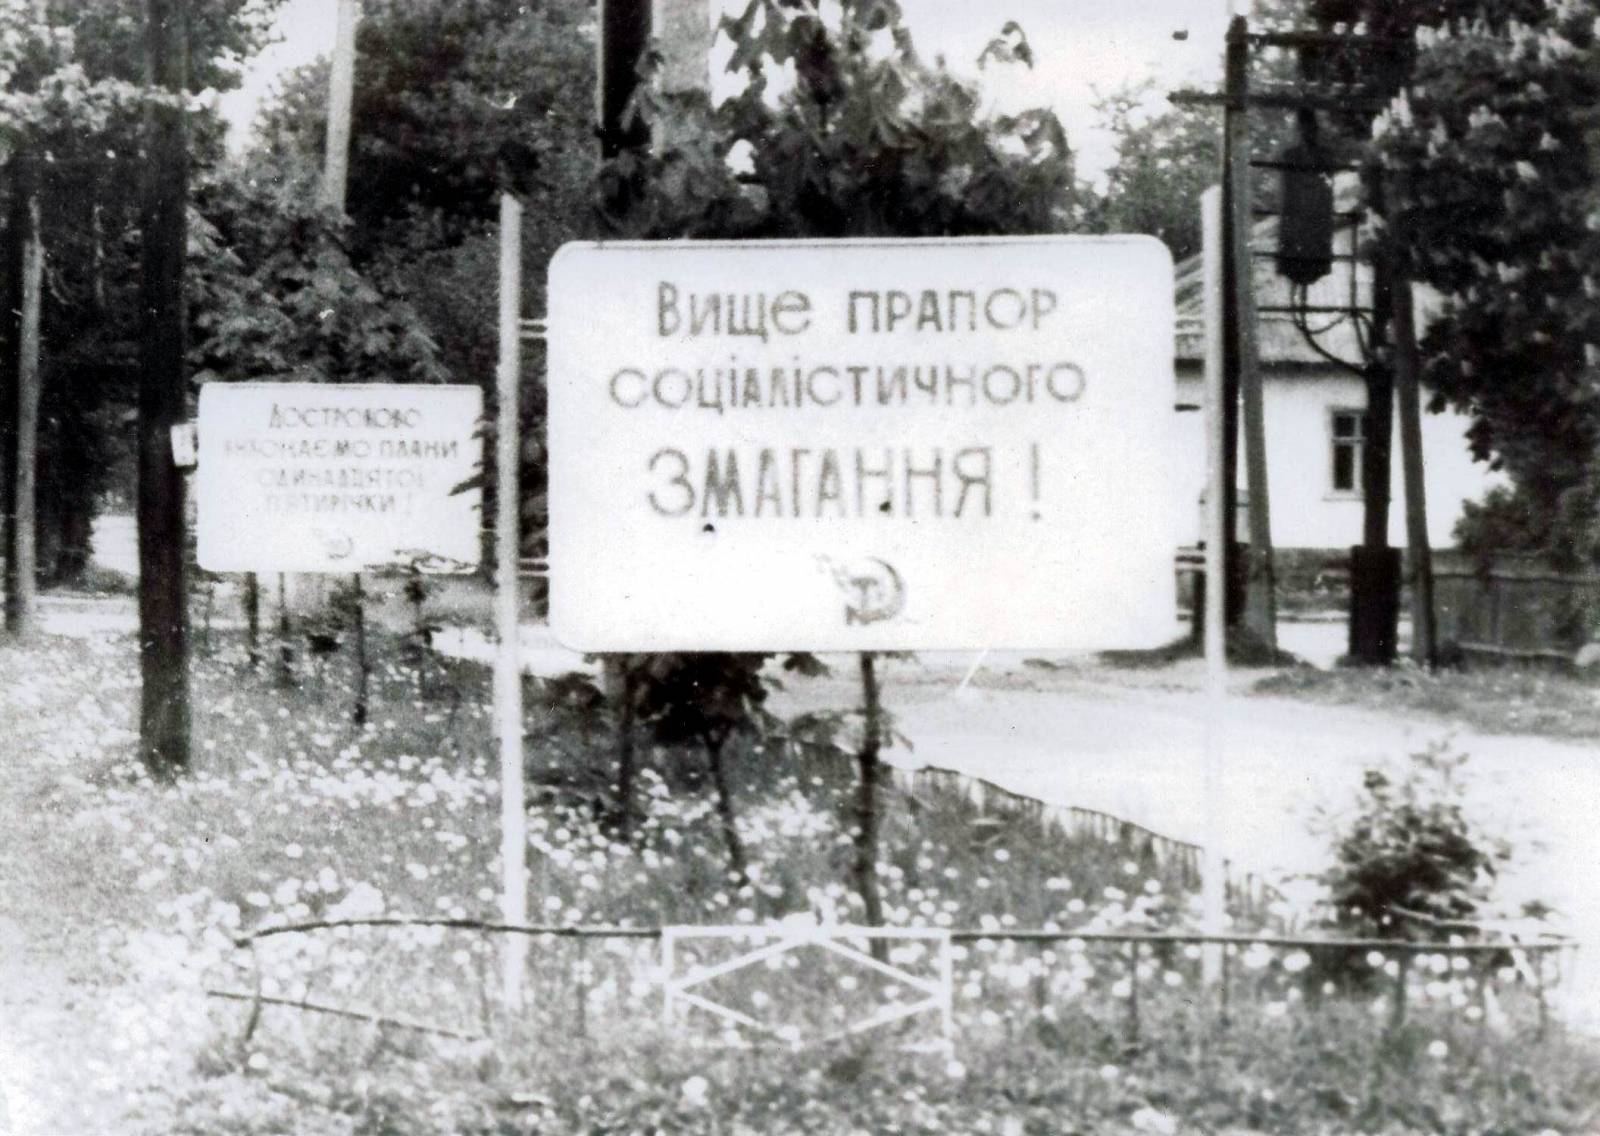 Вище прапор
соціалістичного
змагання!
Достроково
виконаємо плани
одинадцятої
п'ятирічки!